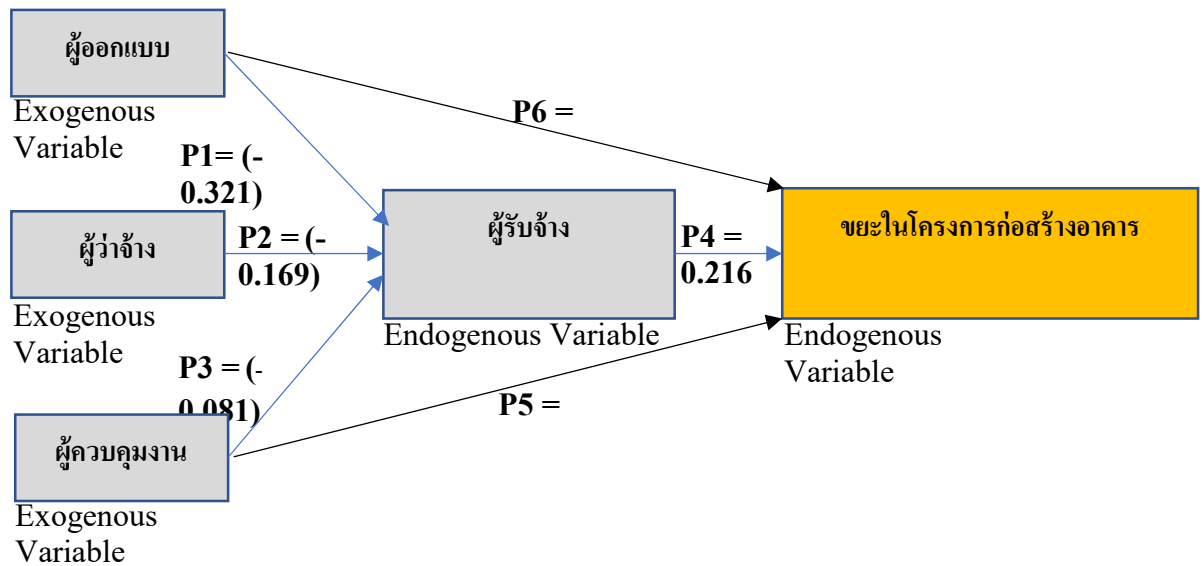 ผู้ออกแบบ
Exogenous
Variable
P6 =
P1= (-
0.321)
ผู้ว่าจ้าง
P2 = (-
0.169)
ผู้รับจ้าง
P4 =
0.216
ขยะในโครงการก่อสร้างอาคาร
Exogenous
Variable
Endogenous Variable
Endogenous
Variable
P3 = (-
0.081)
P5 =
ผู้ควบคุมงาน
Exogenous
Variable